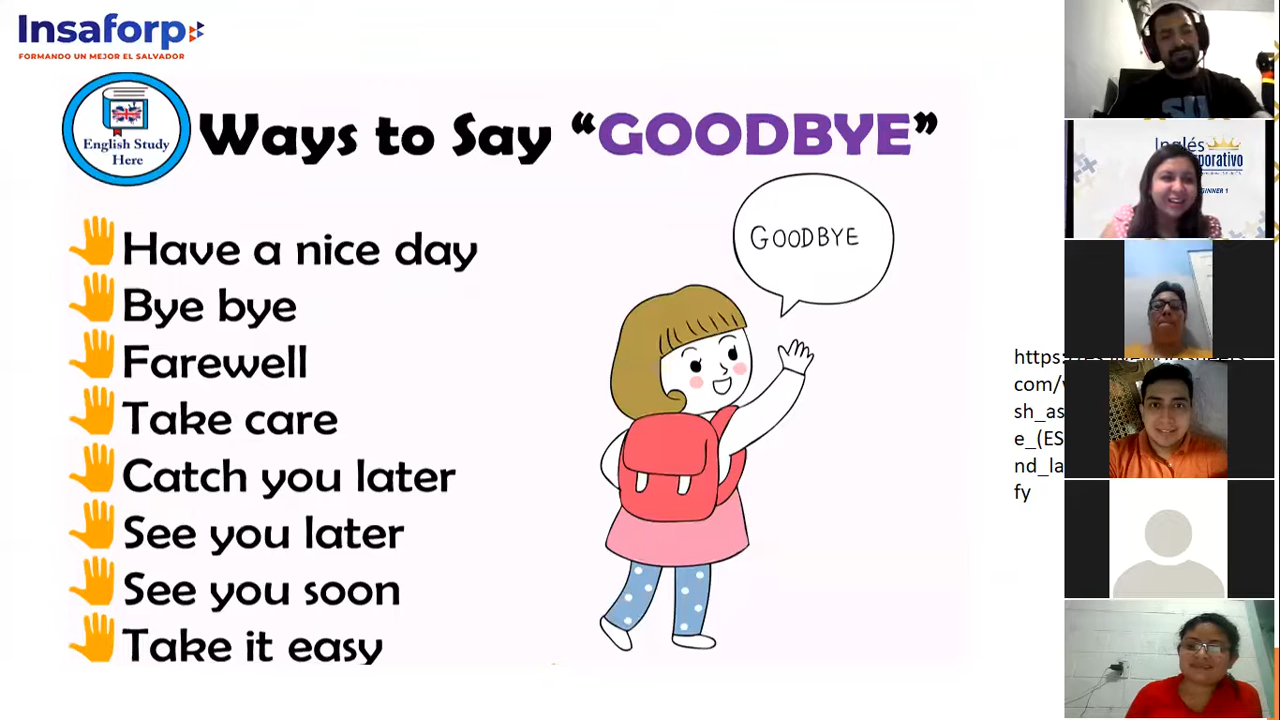 Insaforp
FORMANDO UN MEJOR EL SALVADOR
English Study
Here
Ways to Say “GOODBYE”
GOODBYE
Have a nice day
Bye bye
Farewell
Take care
Catch you later
See you later
See you soon
Take it easy
com/
sh_as
e_(ES
nd_la
fy
Inglés
GINNER 1